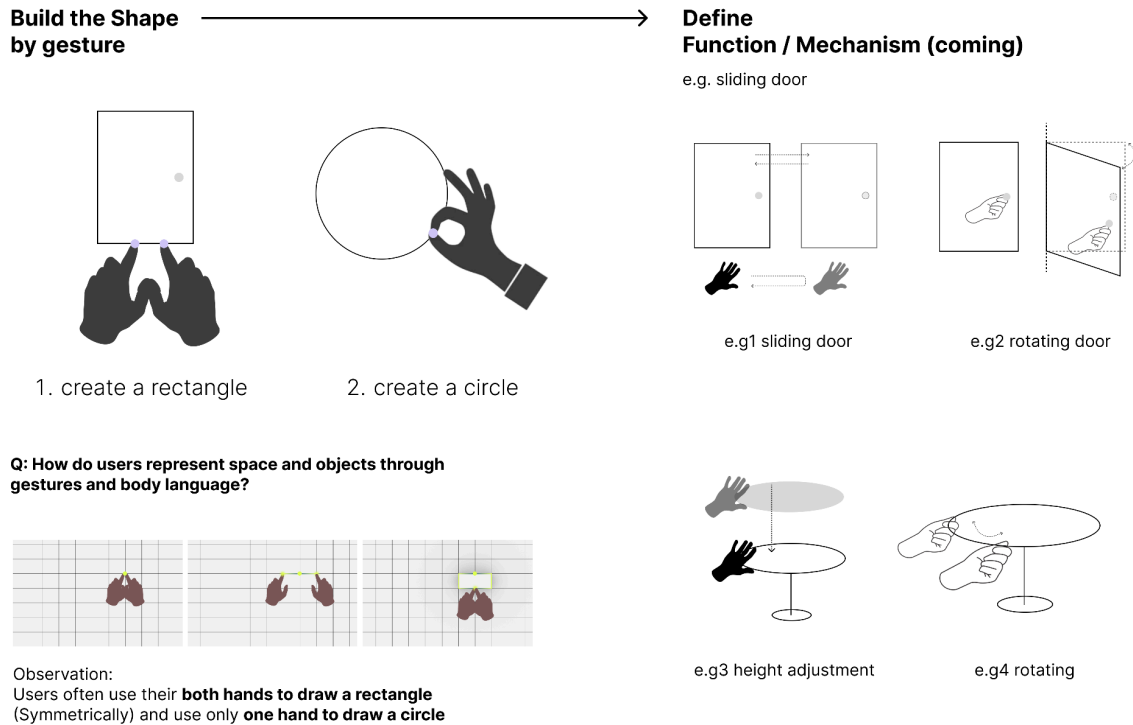 Build the Shape
by gesture
1. create a rectangle
2. create a circle
Q: How do users represent space and objects through
gestures and body language?
Observation:
Users often use their both hands to draw a rectangle
(Symmetrically) and use only one hand to draw a circle
Define
Function / Mechanism (coming)
e.g. sliding door
e.g1 sliding door
e.g2 rotating door
e.g3 height adjustment
e.g4 rotating